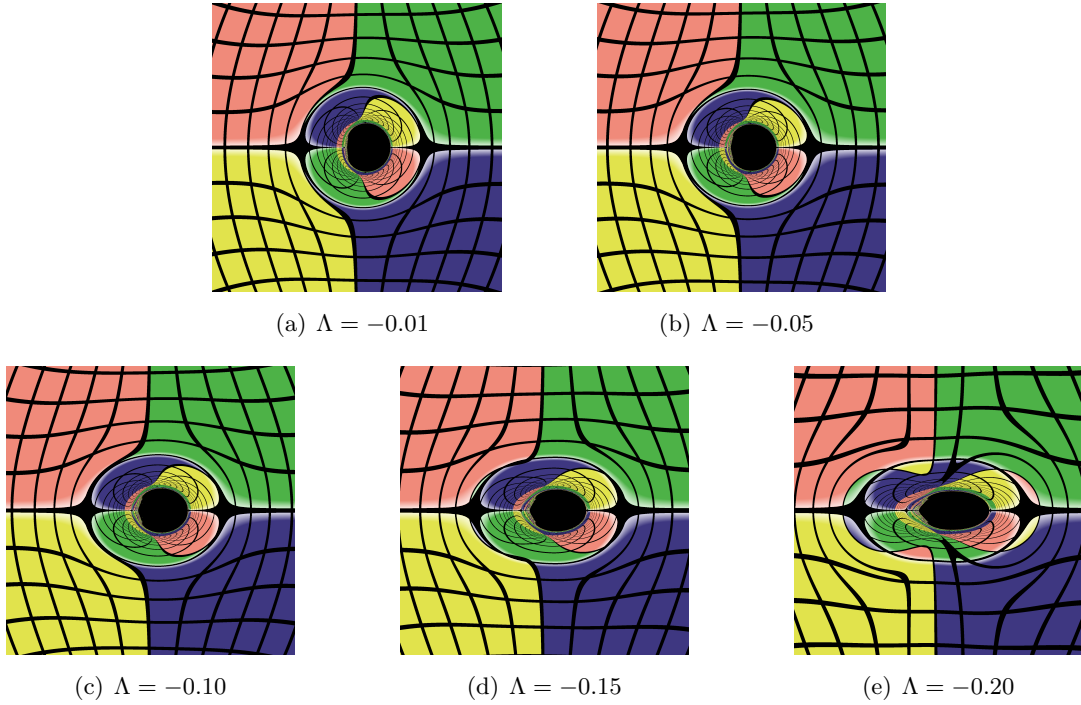 (a) Λ = −0.01
(b) Λ = −0.05
(c) Λ = −0.10
(d) Λ = −0.15
(e) Λ = −0.20